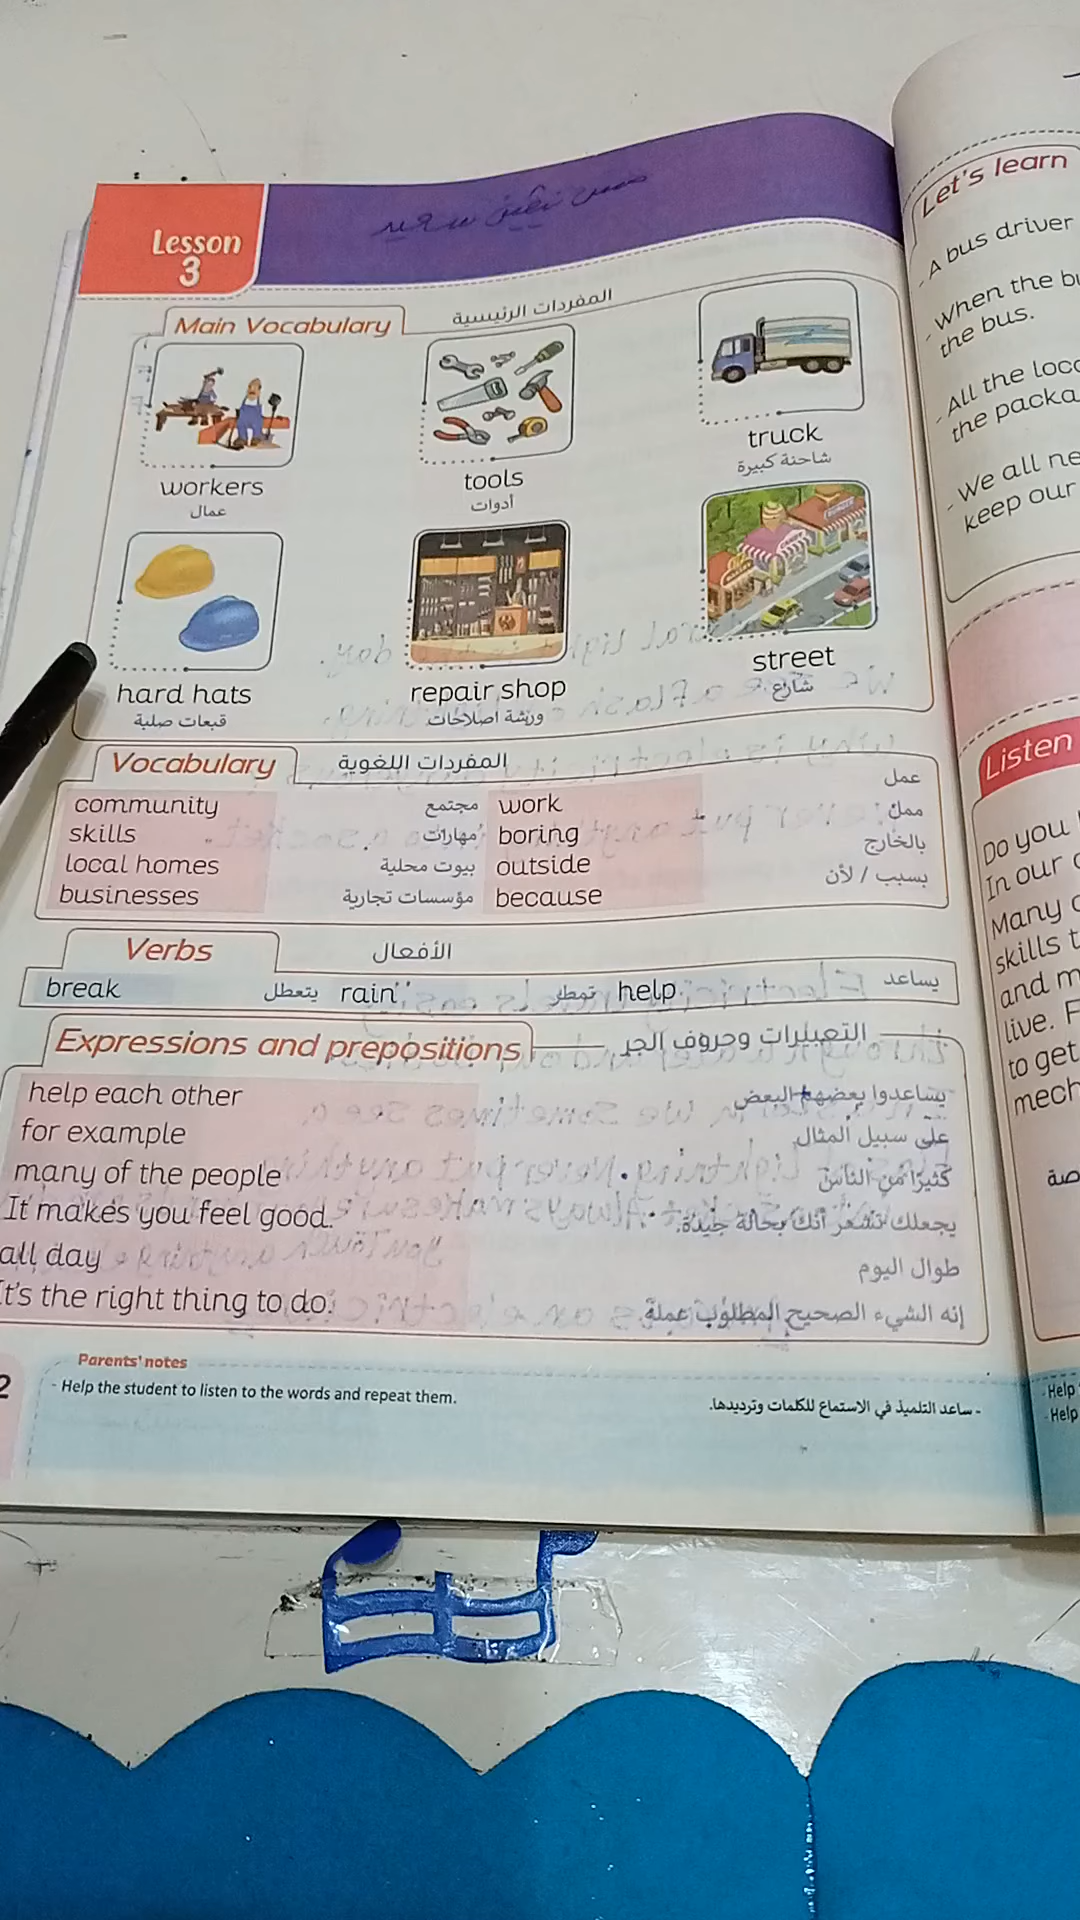 Lesson
3
Main Vocabulary المفردات الرئيسية
workers
عمال
tools
أدوات
truck
شاحنة كبيرة
hard hats
قبعات صلبة
repair shop
ورشة اصلاحات
street
شارع
Vocabulary المفردات اللغوية
community مجتمع work عمل
skills مهارات boring ممل
local homes بيوت محلية outside بالخارج
businesses مؤسسات تجارية because بسبب / لأن
Verbs الأفعال
break يتعطل rain تمطر help يساعد
Expressions and prepositions التعبيرات وحروف الجر
help each other يساعدوا بعضهم البعض
for example على سبيل المثال
many of the people كثيرًا من الناس
It makes you feel good. يجعلك تشعر أنك بحالة جيدة.
all day طوال اليوم
It's the right thing to do. إنه الشيء الصحيح المطلوب عملة.
Parents' notes
- Help the student to listen to the words and repeat them.
- ساعد التلميذ في الاستماع للكلمات وترديدها.
2
Let's learn
- A bus driver
- When the
the bus.
- All the
the
- We all
keep our
Listen
Do you
In our
Many
skills
and
live.
to get
- Help
- Help